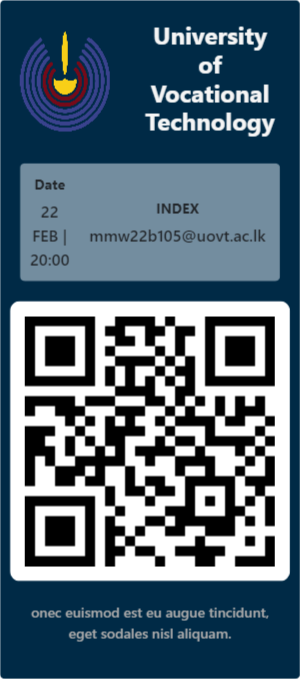 University
of
Vocational
Technology
Date
22
FEB |
20:00
INDEX
mmw22b105@uovt.ac.lk
onec euismod est eu augue tincidunt,
eget sodales nisl aliquam.